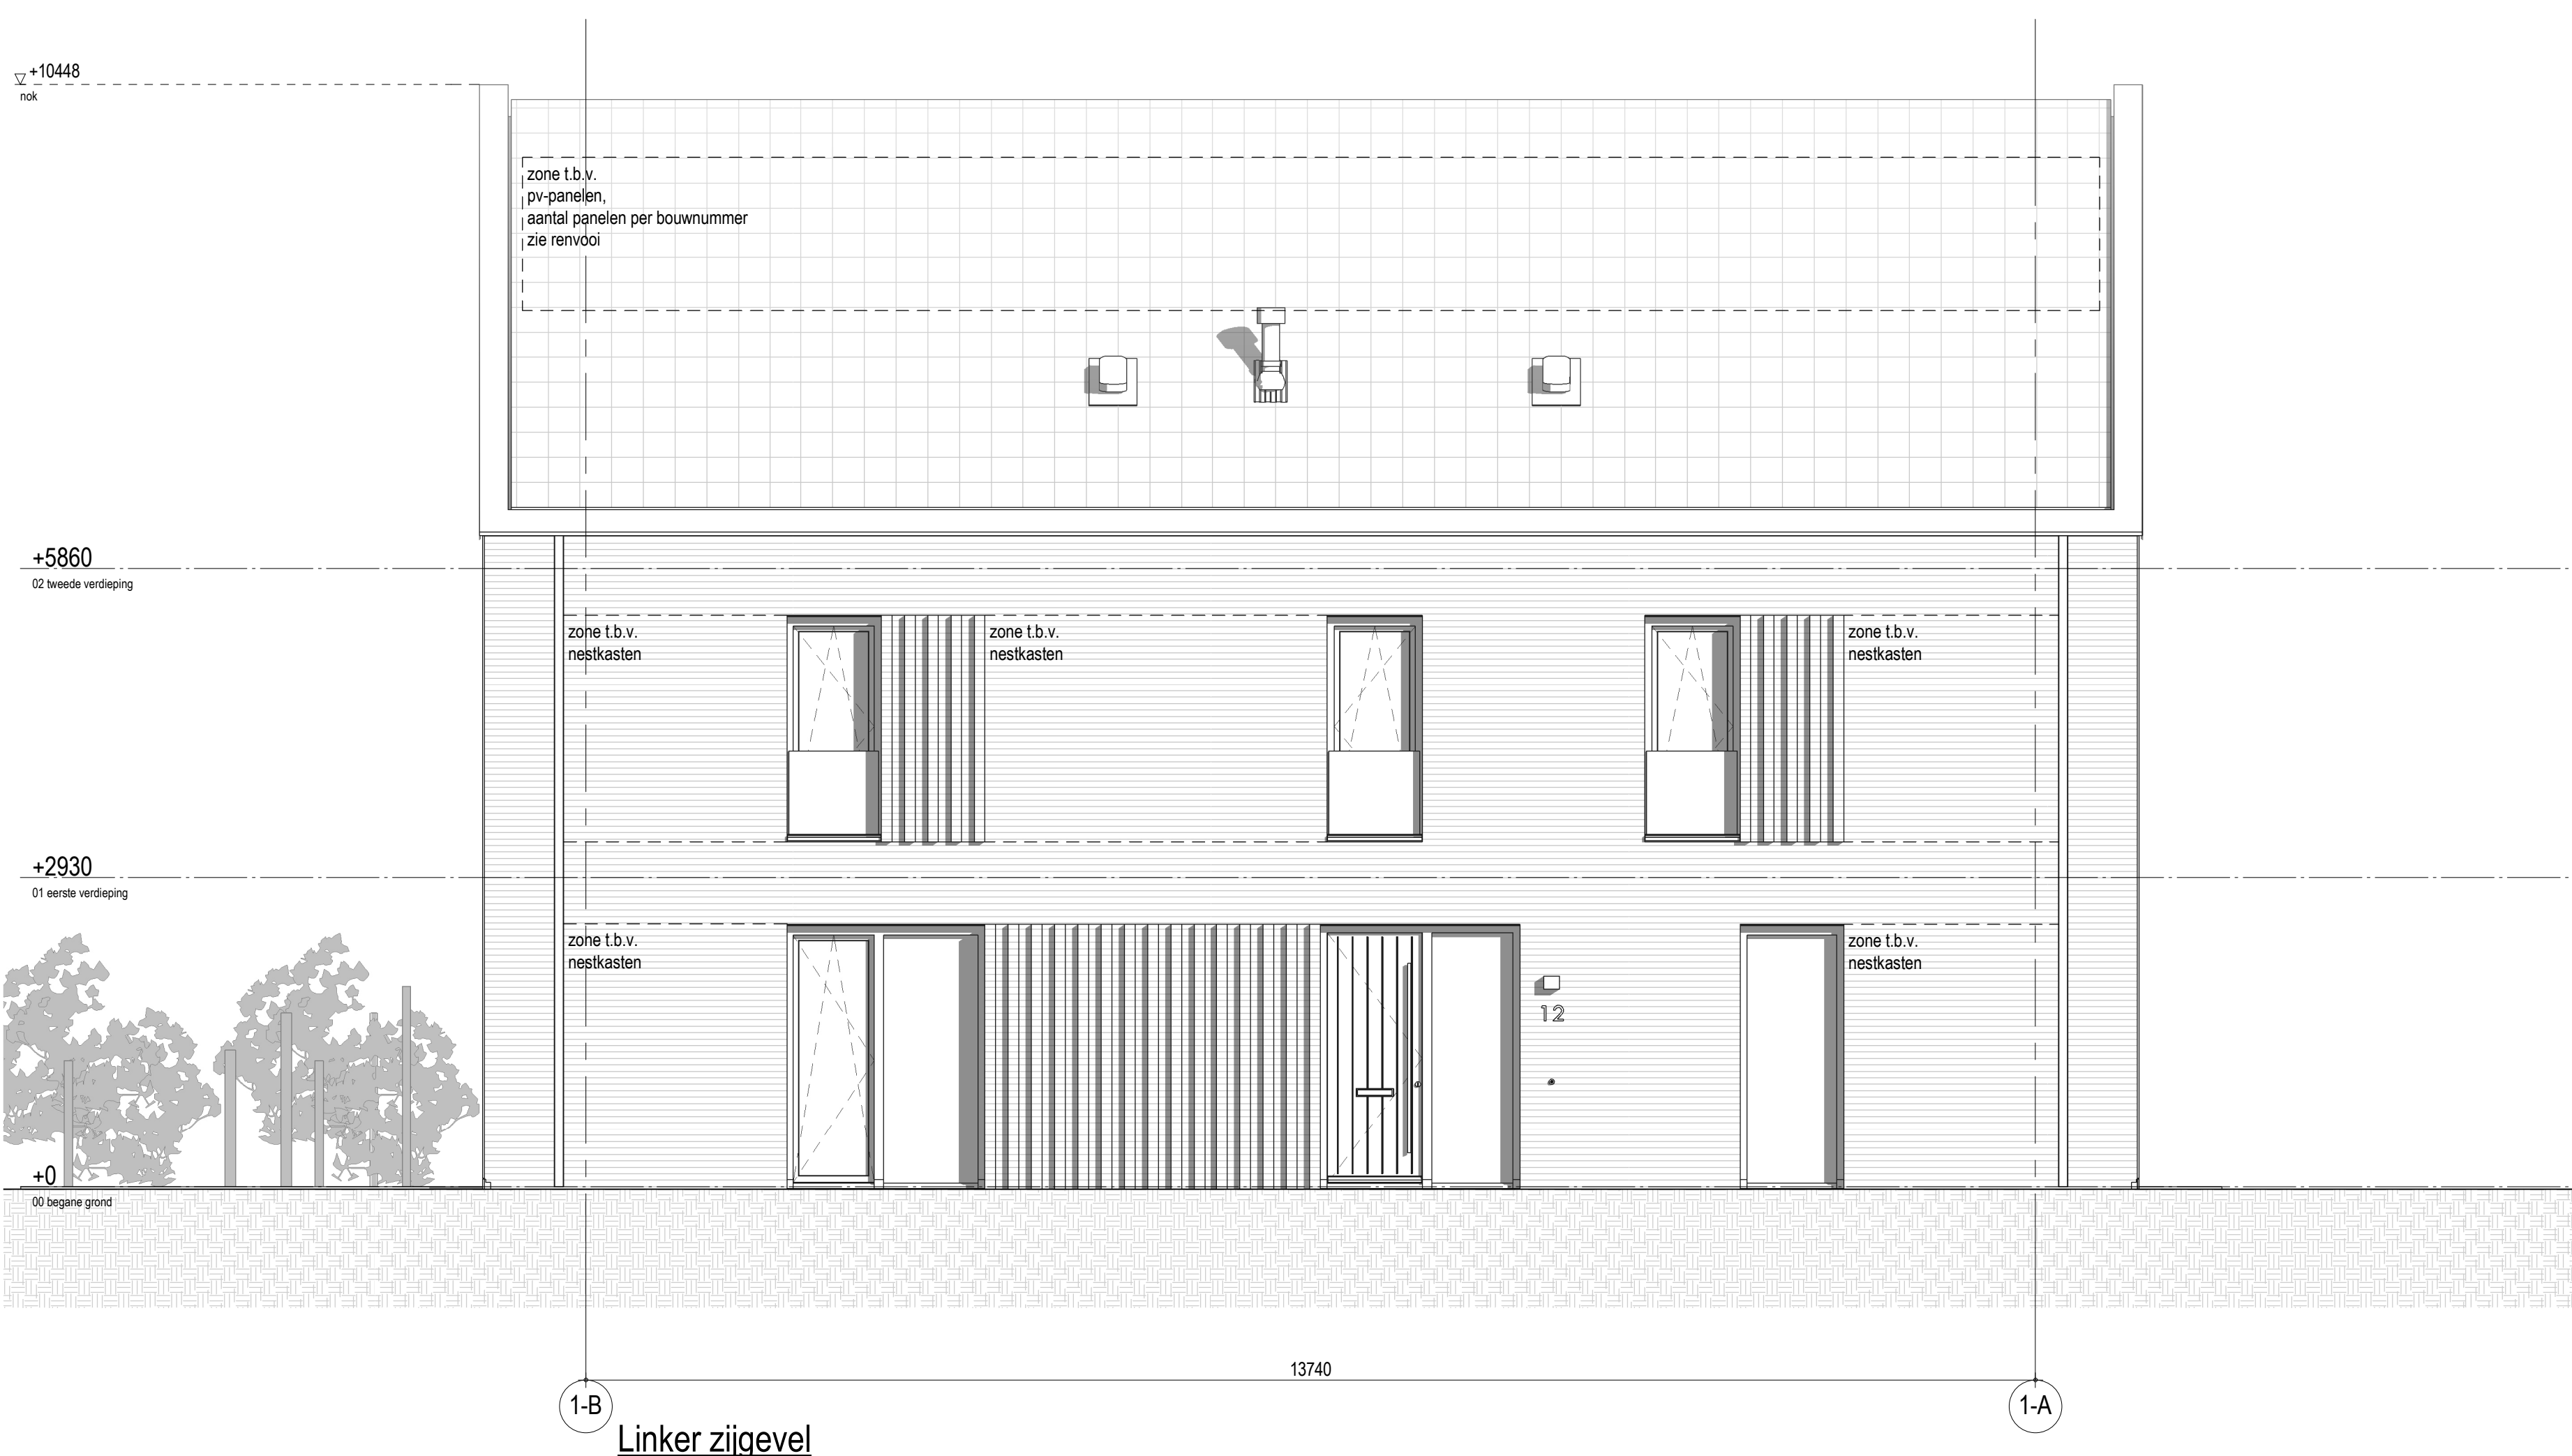 +10448
nok
zone t.b.v.
pv-panelen,
aantal panelen per bouwnummer
zie renvooi
+5860
02 tweede verdieping
zone t.b.v.
nestkasten
zone t.b.v.
nestkasten
zone t.b.v.
nestkasten
+2930
01 eerste verdieping
zone t.b.v.
nestkasten
zone t.b.v.
nestkasten
12
+0
00 begane grond
13740
1-B
1-A
Linker zijgevel